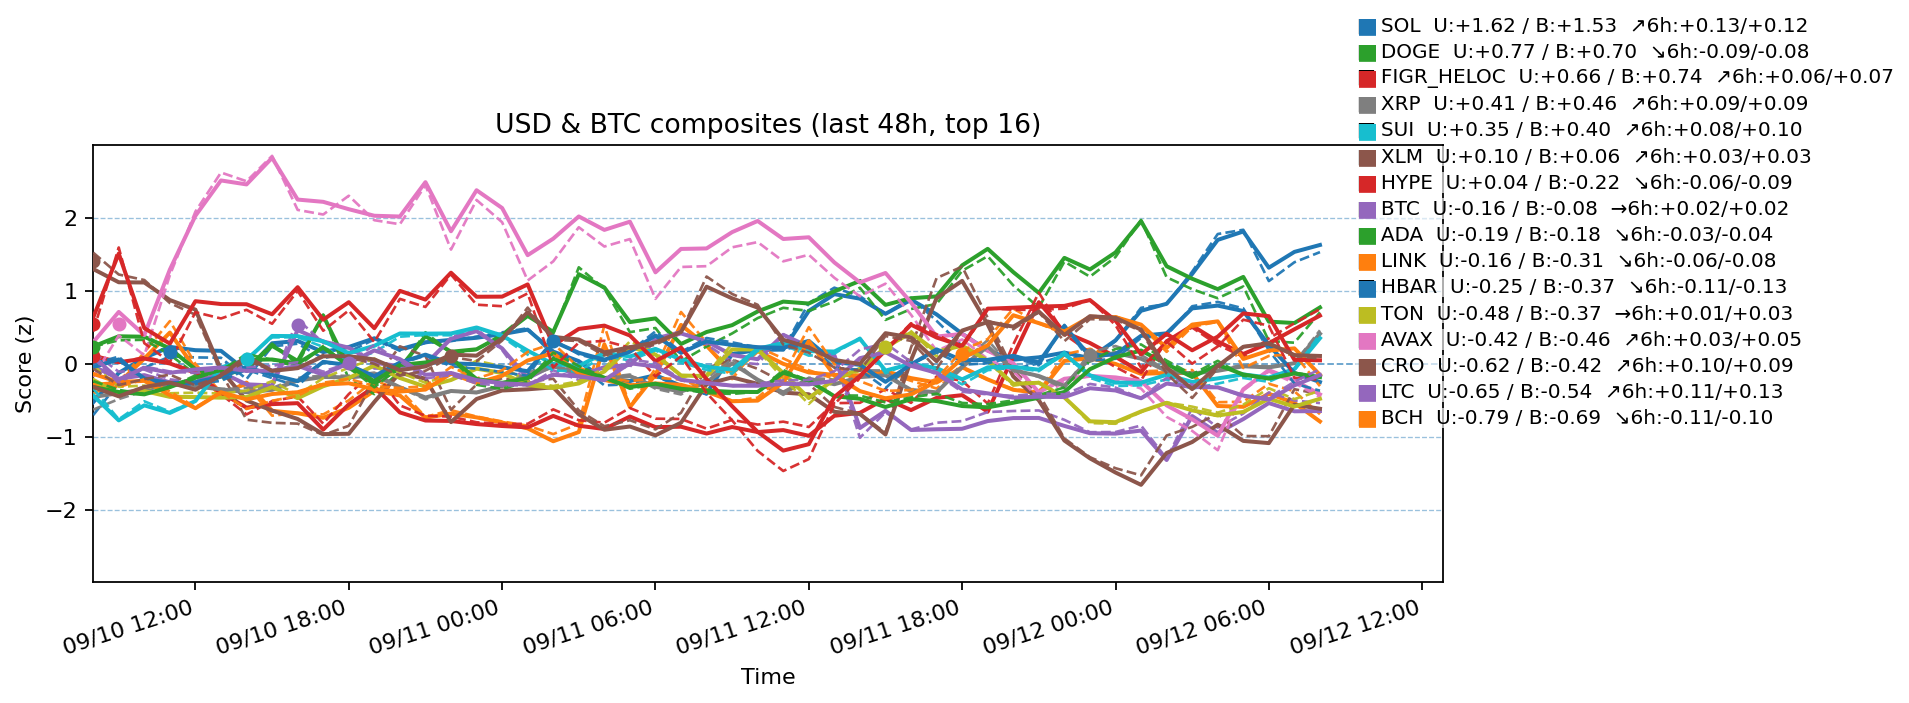 SOL  U:+1.62 / B:+1.53  ↗6h:+0.13/+0.12
DOGE  U:+0.77 / B:+0.70  ↘6h:-0.09/-0.08
FIGR_HELOC  U:+0.66 / B:+0.74  ↗6h:+0.06/+0.07
XRP  U:+0.41 / B:+0.46  ↗6h:+0.09/+0.09
SUI  U:+0.35 / B:+0.40  ↗6h:+0.08/+0.10
XLM  U:+0.10 / B:+0.06  ↗6h:+0.03/+0.03
HYPE  U:+0.04 / B:-0.22  ↘6h:-0.06/-0.09
BTC  U:-0.16 / B:-0.08  →6h:+0.02/+0.02
ADA  U:-0.19 / B:-0.18  ↘6h:-0.03/-0.04
LINK  U:-0.16 / B:-0.31  ↘6h:-0.06/-0.08
HBAR  U:-0.25 / B:-0.37  ↘6h:-0.11/-0.13
TON  U:-0.48 / B:-0.37  →6h:+0.01/+0.03
AVAX  U:-0.42 / B:-0.46  ↗6h:+0.03/+0.05
CRO  U:-0.62 / B:-0.42  ↗6h:+0.10/+0.09
LTC  U:-0.65 / B:-0.54  ↗6h:+0.11/+0.13
BCH  U:-0.79 / B:-0.69  ↘6h:-0.11/-0.10
USD & BTC composites (last 48h, top 16)
Score (z)
2
1
0
−1
−2
09/10 12:00
09/10 18:00
09/11 00:00
09/11 06:00
09/11 12:00
09/11 18:00
09/12 00:00
09/12 06:00
09/12 12:00
Time